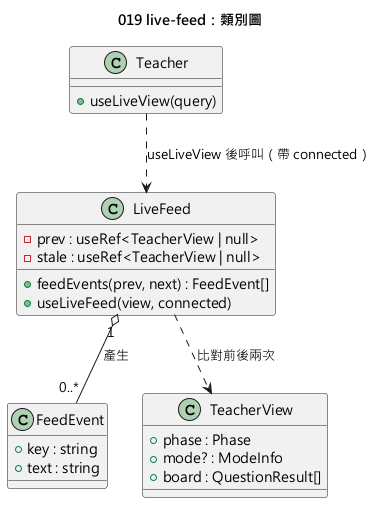 019 live-feed：類別圖
C Teacher
useLiveView(query)
useLiveView 後呼叫（帶 connected）
C LiveFeed
prev : useRef<TeacherView | null>
stale : useRef<TeacherView | null>
feedEvents(prev, next) : FeedEvent[]
useLiveFeed(view, connected)
1
產生
比對前後兩次
0..*
C FeedEvent
key : string
text : string
C TeacherView
phase : Phase
mode? : ModeInfo
board : QuestionResult[]